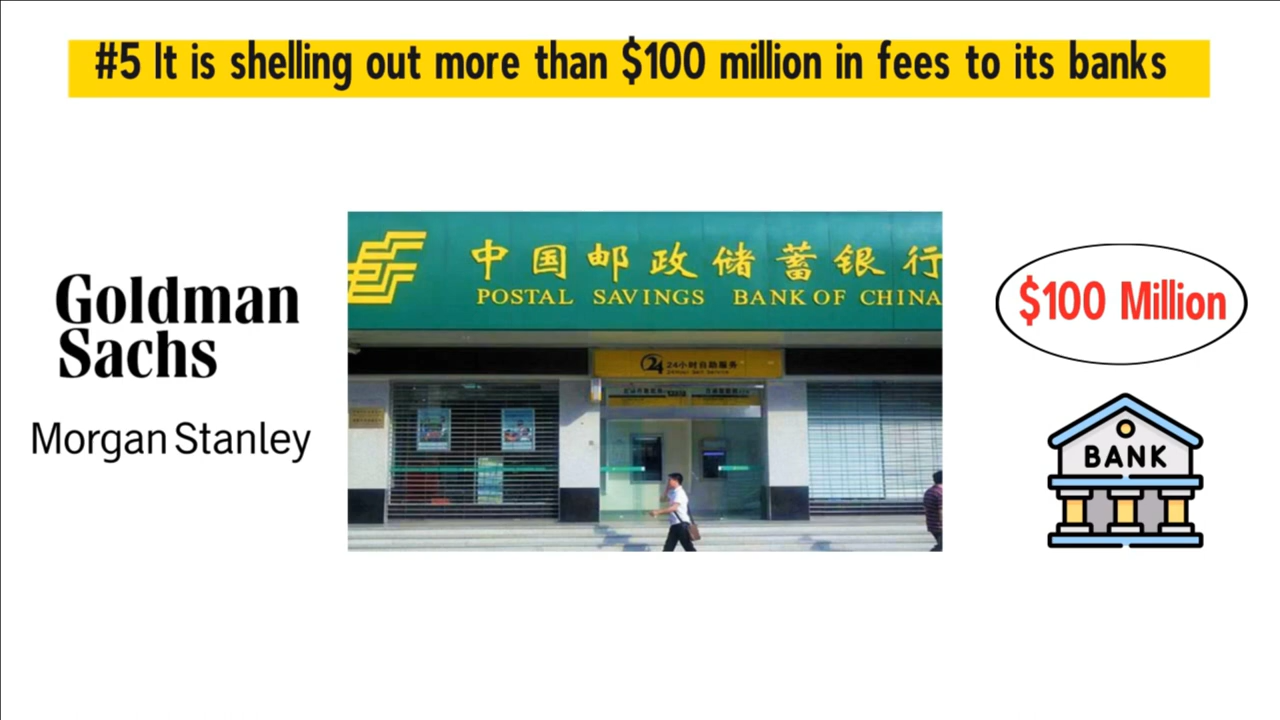 #5 It is shelling out more than $100 million in fees to its banks
Goldman
Sachs
Morgan Stanley
中国邮政储蓄银行
POSTAL SAVINGS BANK OF CHINA
24 24小时自助服务
$100 Million
BANK